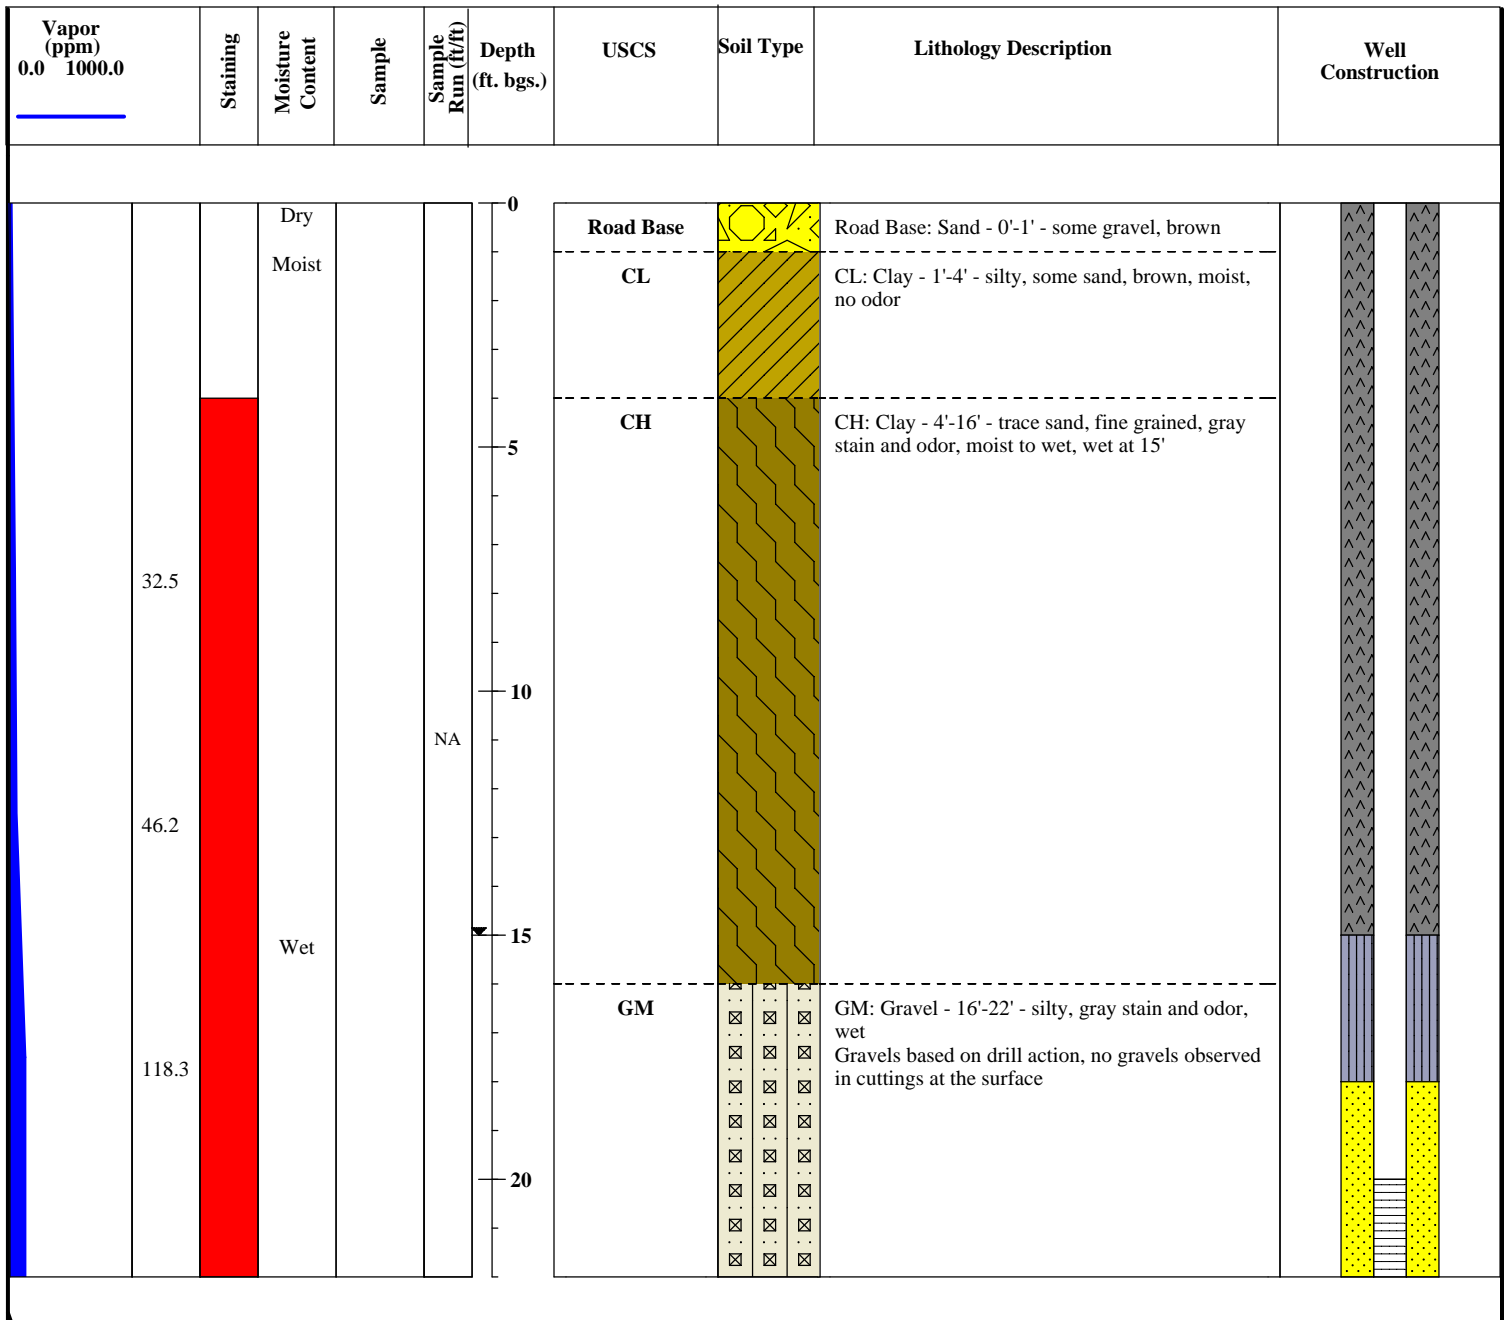 Vapor
(ppm)
0.0 1000.0
Staining
Moisture
Content
Sample
Sample
Run (ft/ft)
Depth
(ft. bgs.)
USCS
Soil Type
Lithology Description
Well
Construction
Dry
0
Road Base
Road Base: Sand - 0'-1' - some gravel, brown
Moist
CL
CL: Clay - 1'-4' - silty, some sand, brown, moist,
no odor
CH
CH: Clay - 4'-16' - trace sand, fine grained, gray
stain and odor, moist to wet, wet at 15'
5
32.5
10
NA
46.2
15
Wet
GM
GM: Gravel - 16'-22' - silty, gray stain and odor,
wet
Gravels based on drill action, no gravels observed
in cuttings at the surface
118.3
20